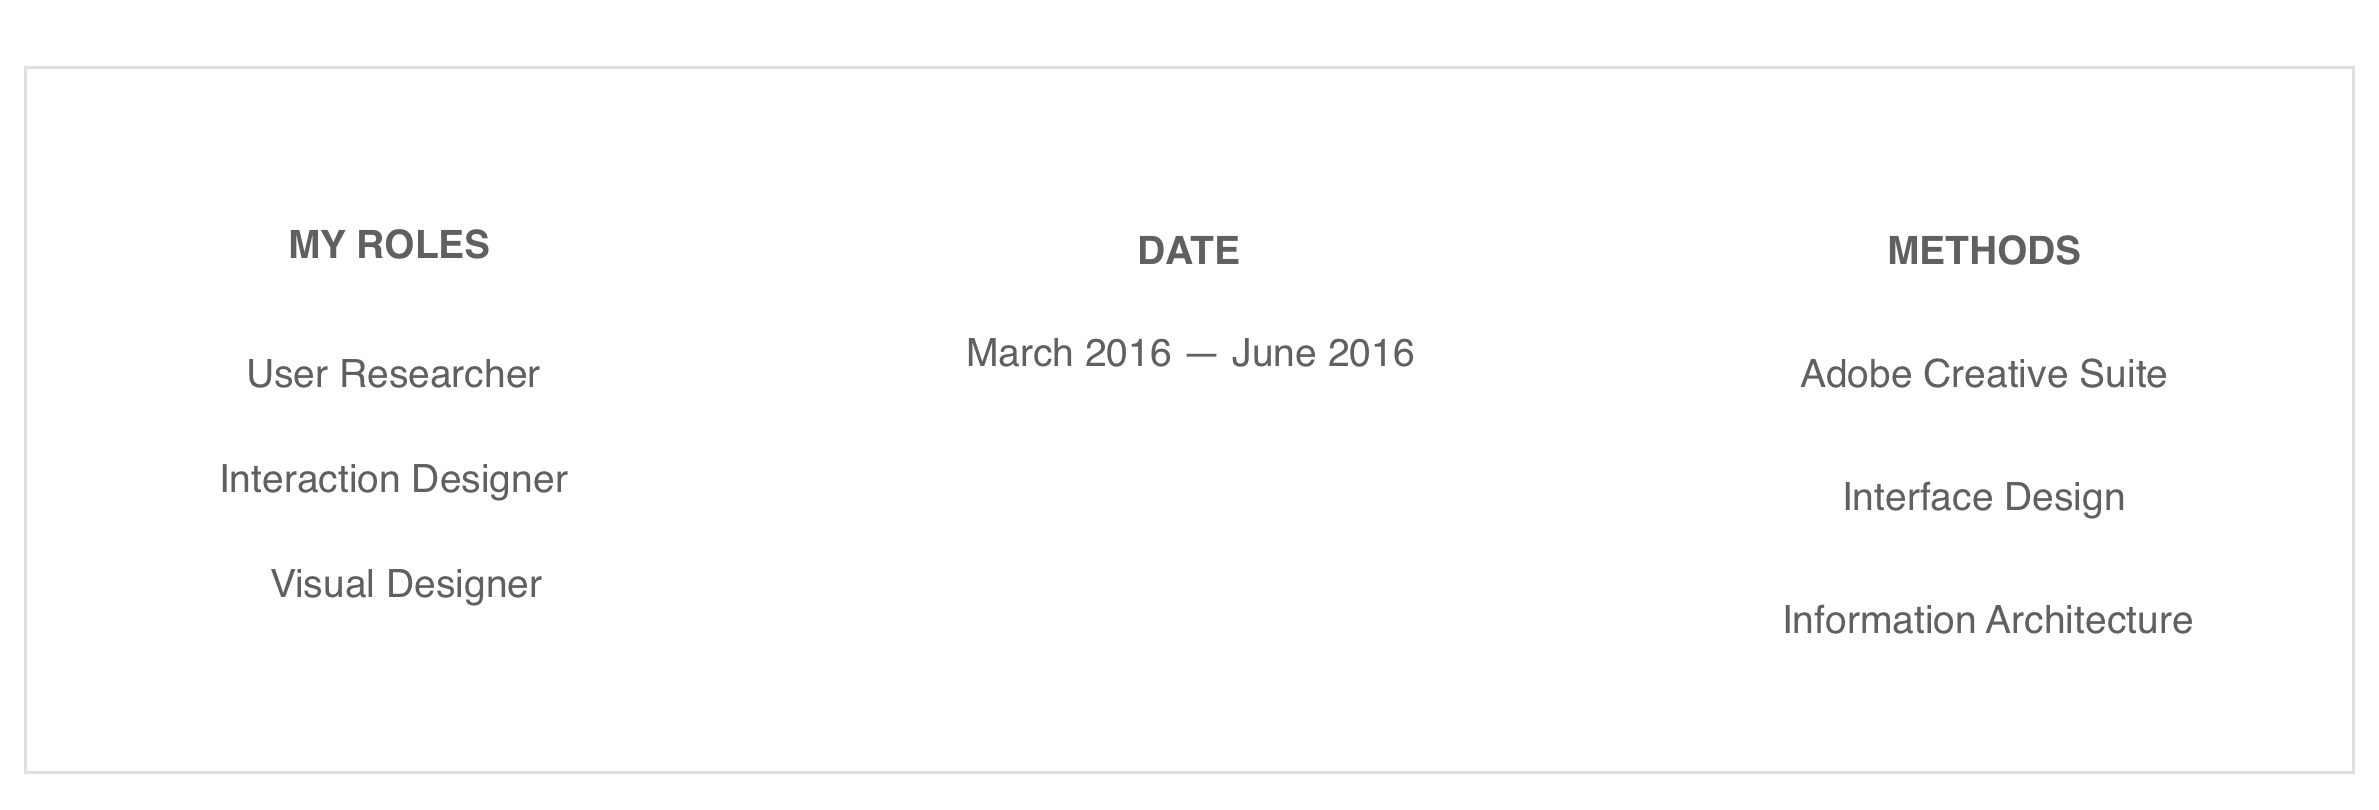 MY ROLES
User Researcher
Interaction Designer
Visual Designer
DATE
March 2016 — June 2016
METHODS
Adobe Creative Suite
Interface Design
Information Architecture